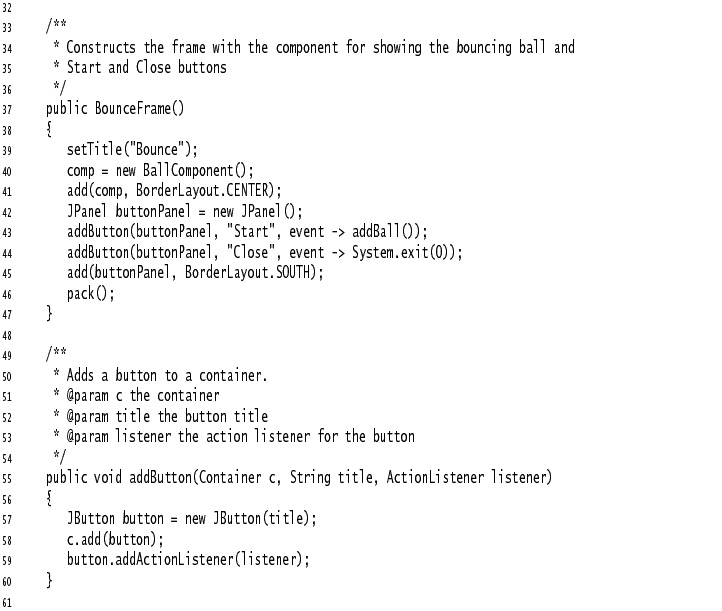 32
33 /**
34 * Constructs the frame with the component for showing the bouncing ball and
35 * Start and Close buttons
36 */
37 public BounceFrame()
38 {
39 setTitle("Bounce");
40 comp = new BallComponent();
41 add(comp, BorderLayout.CENTER);
42 JPanel buttonPanel = new JPanel();
43 addButton(buttonPanel, "Start", event -> addBall());
44 addButton(buttonPanel, "Close", event -> System.exit(0));
45 add(buttonPanel, BorderLayout.SOUTH);
46 pack();
47 }
48
49 /**
50 * Adds a button to a container.
51 * @param c the container
52 * @param title the button title
53 * @param listener the action listener for the button
54 */
55 public void addButton(Container c, String title, ActionListener listener)
56 {
57 JButton button = new JButton(title);
58 c.add(button);
59 button.addActionListener(listener);
60 }
61